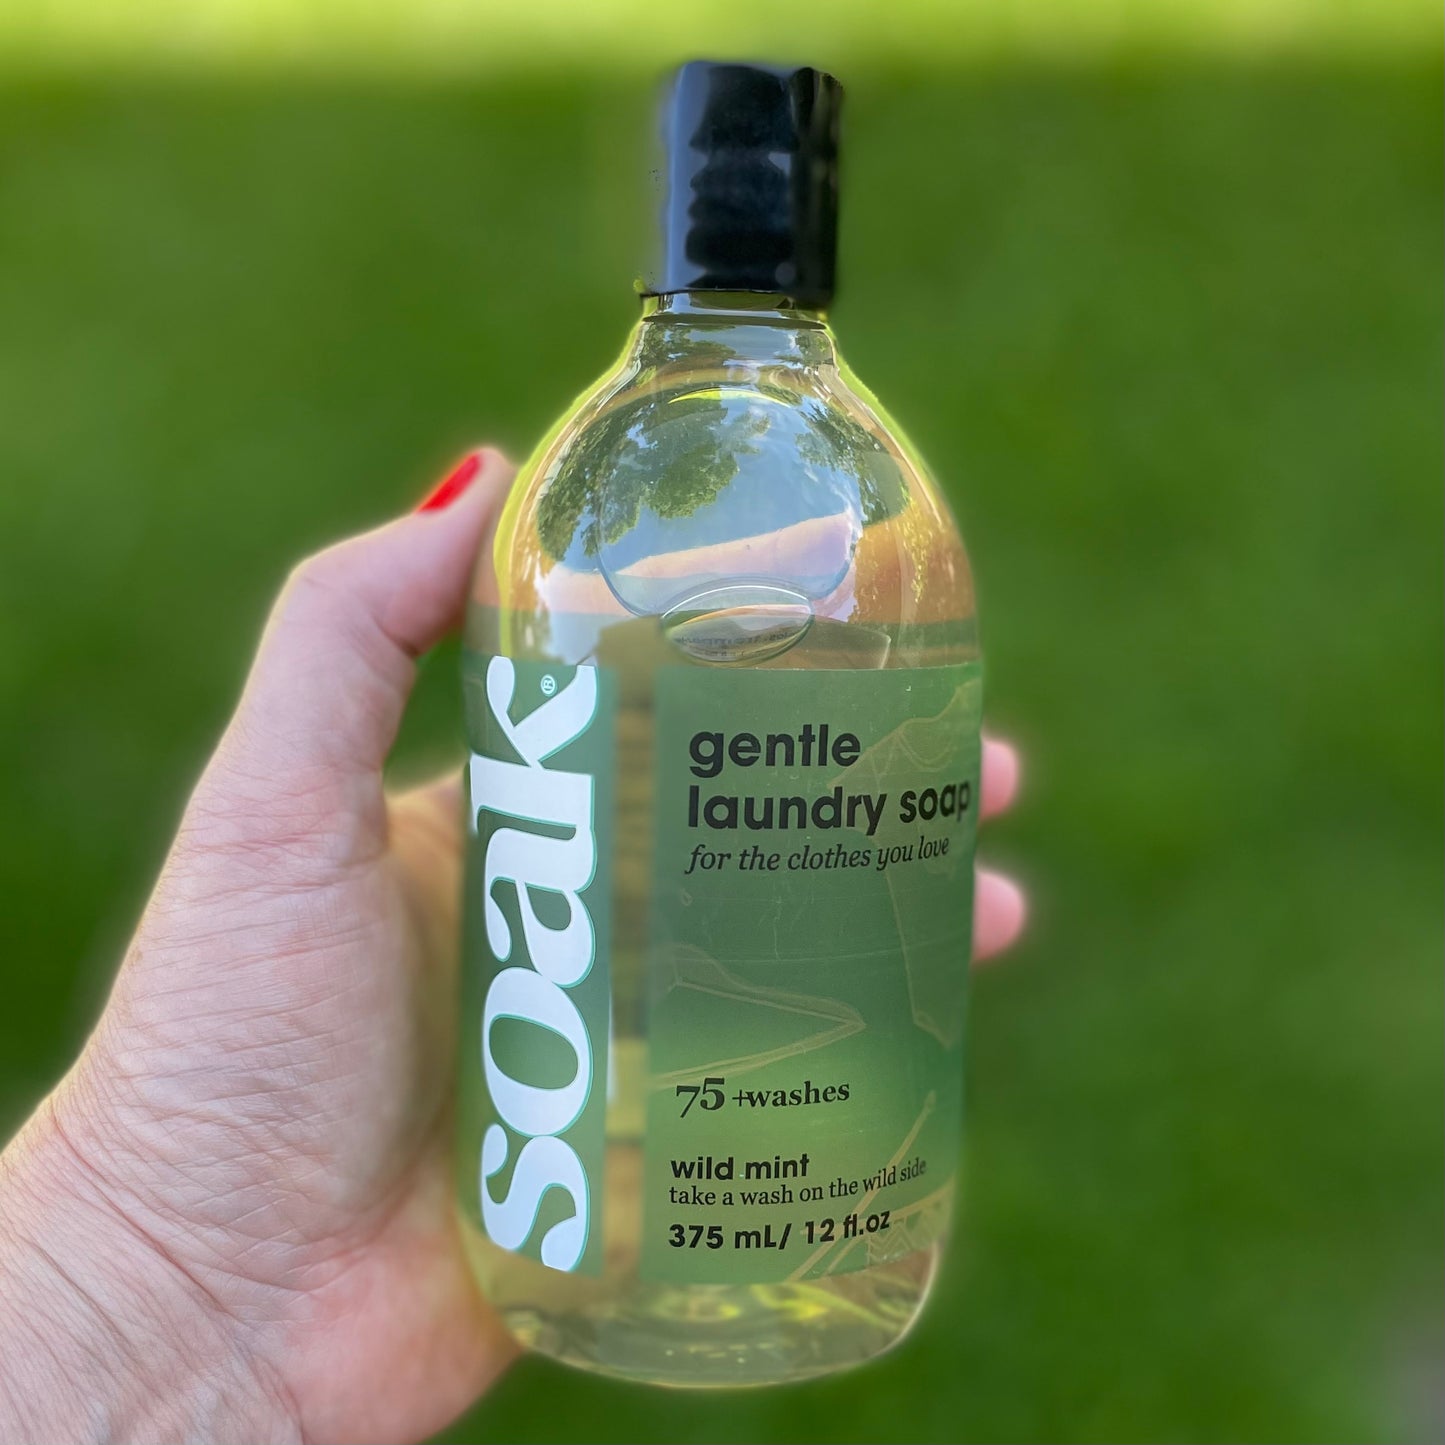 soak®
gentle
laundry soap
for the clothes you love
75+washes
wild mint
take a wash on the wild side
375 mL/ 12 fl.oz